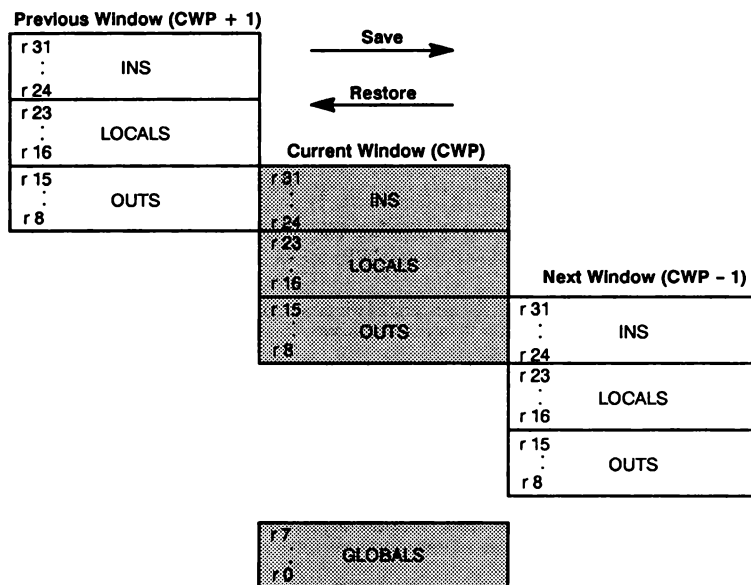 Previous Window (CWP + 1)
r 31
:
r 24
INS
r 23
:
r 16
LOCALS
r 15
:
r 8
OUTS
Save
Restore
Current Window (CWP)
r 31
:
r 24
INS
r 23
:
r 16
LOCALS
r 15
:
r 8
OUTS
Next Window (CWP – 1)
r 31
:
r 24
INS
r 23
:
r 16
LOCALS
r 15
:
r 8
OUTS
r 7
:
r 0
GLOBALS